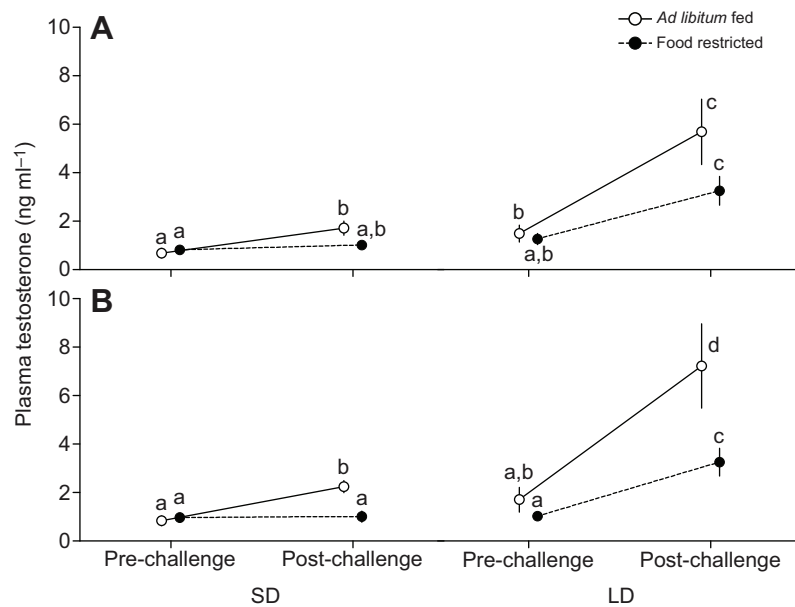 Ad libitum fed
Food restricted
A
10
8
6
4
2
0
a a
b
a,b
b
a,b
c
c
B
10
8
6
4
2
0
a a
b
a
a,b
a
d
c
Plasma testosterone (ng ml−1)
Pre-challenge Post-challenge Pre-challenge Post-challenge
SD LD